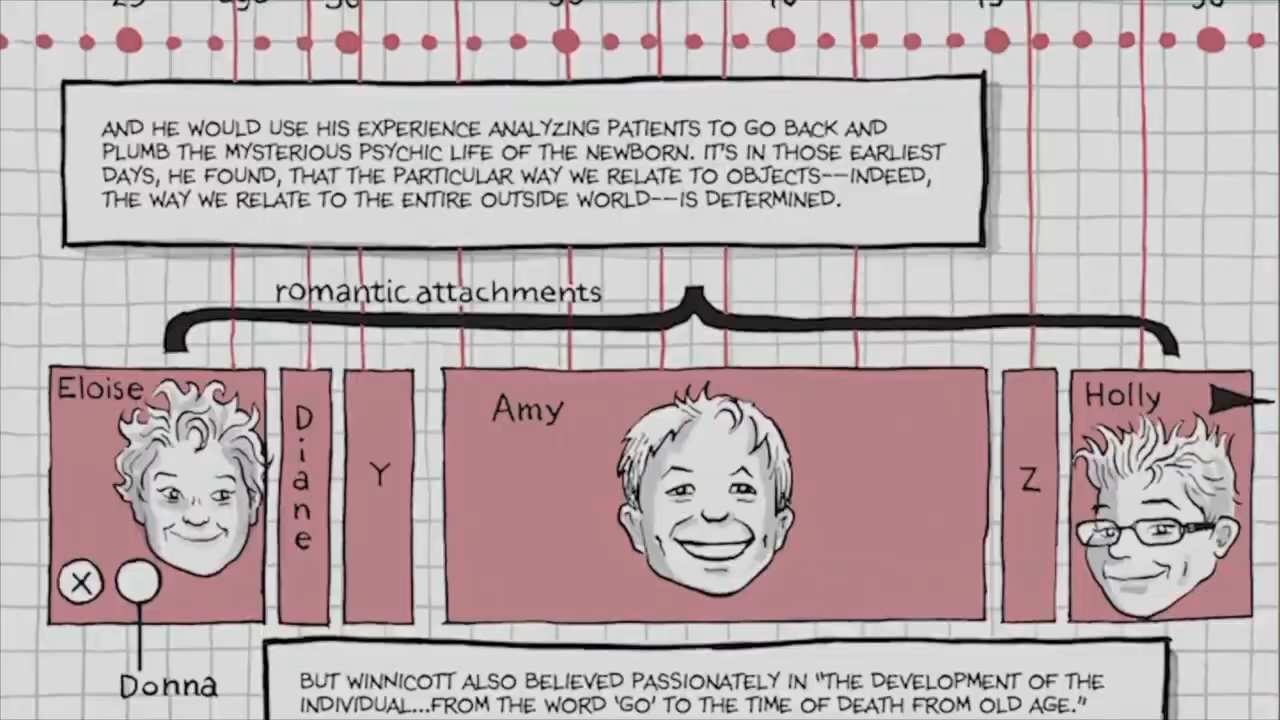 AND HE WOULD USE HIS EXPERIENCE ANALYZING PATIENTS TO GO BACK AND
PLUMB THE MYSTERIOUS PSYCHIC LIFE OF THE NEWBORN. IT'S IN THOSE EARLIEST
DAYS, HE FOUND, THAT THE PARTICULAR WAY WE RELATE TO OBJECTS--INDEED,
THE WAY WE RELATE TO THE ENTIRE OUTSIDE WORLD--IS DETERMINED.
romantic attachments
Eloise
Diane
Y
Amy
Z
Holly
X
Donna
BUT WINNICOTT ALSO BELIEVED PASSIONATELY IN "THE DEVELOPMENT OF THE
INDIVIDUAL...FROM THE WORD 'GO' TO THE TIME OF DEATH FROM OLD AGE."